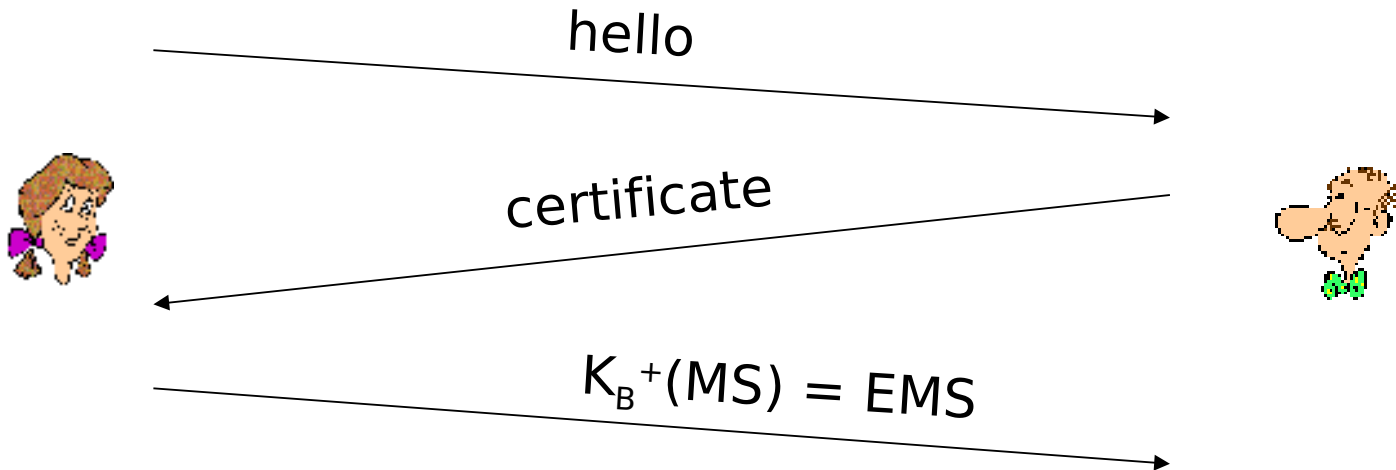 hello
certificate
K_B^+(MS) = EMS